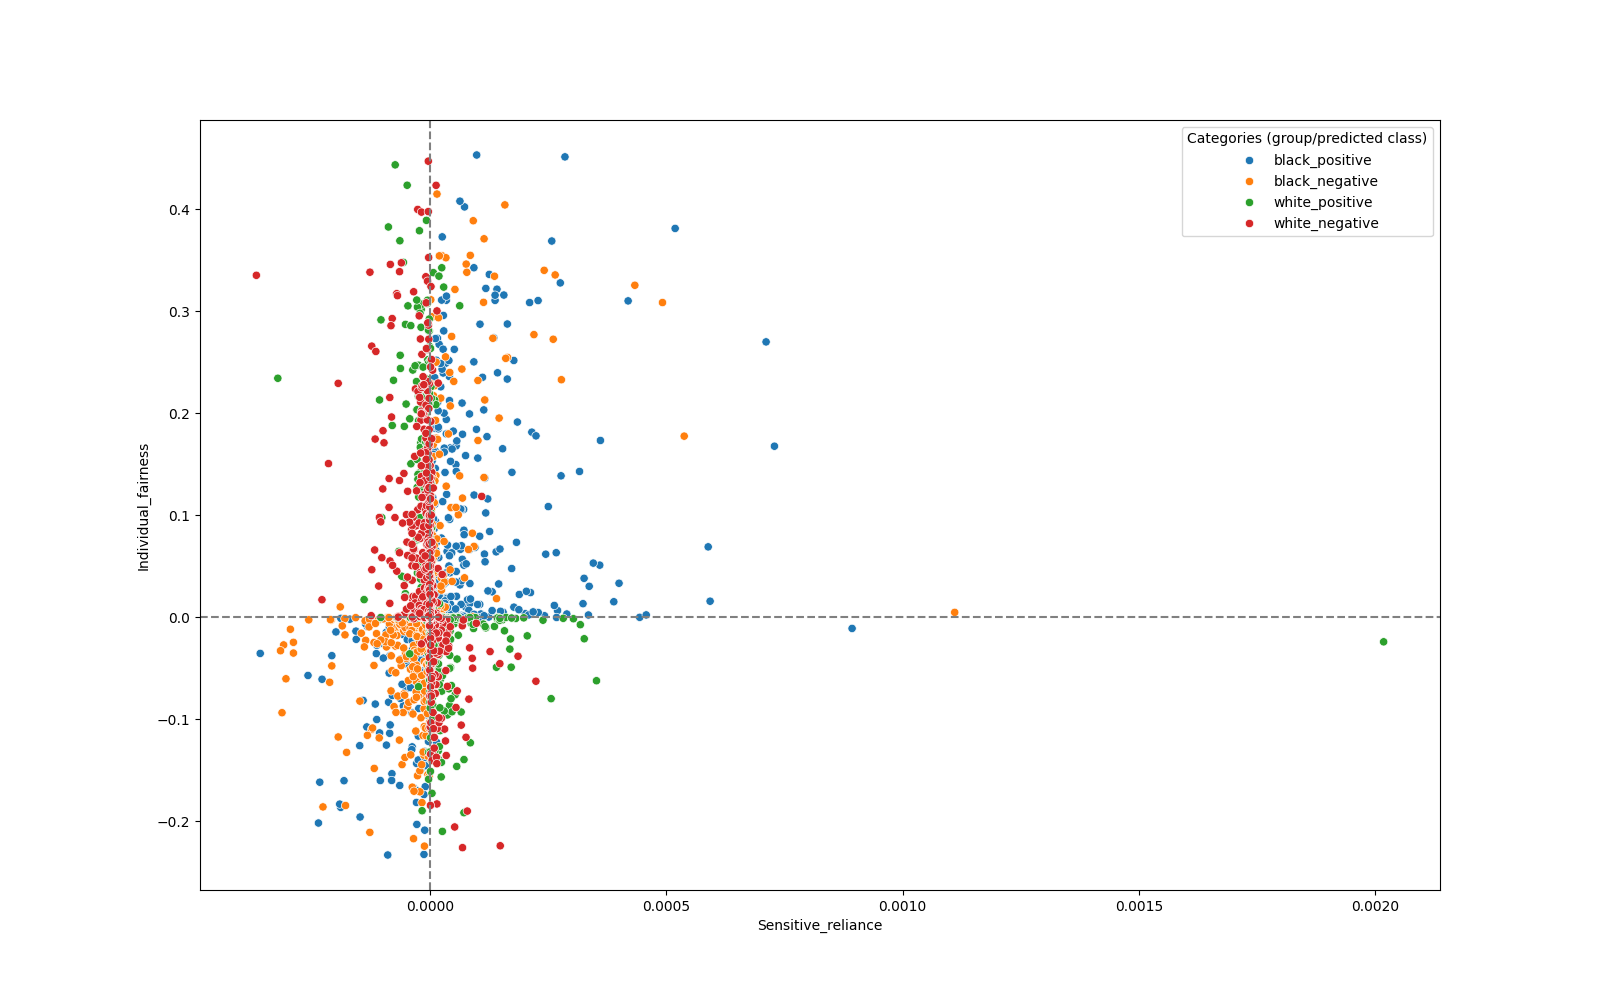 Categories (group/predicted class)
black_positive
black_negative
white_positive
white_negative
0.4
0.3
0.2
0.1
0.0
−0.1
−0.2
Individual_fairness
0.0000
0.0005
0.0010
0.0015
0.0020
Sensitive_reliance